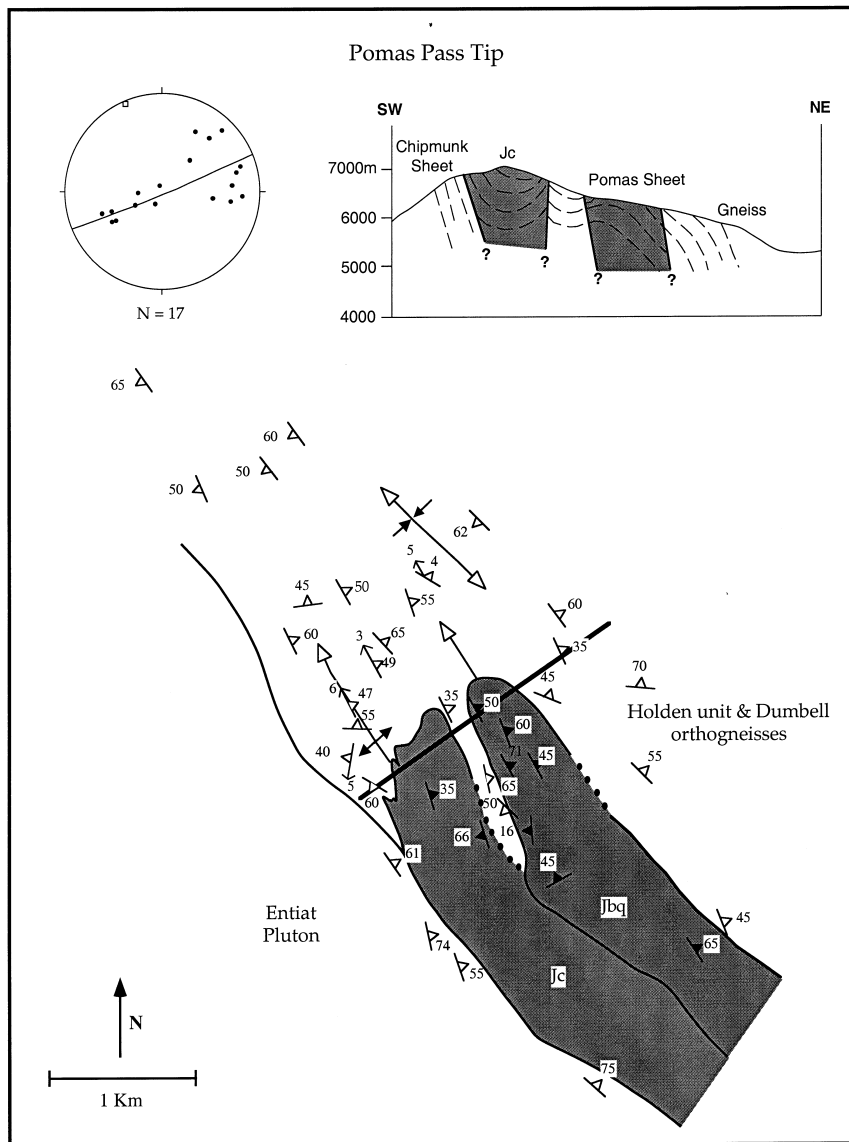 Pomas Pass Tip
SW
NE
Chipmunk
Sheet
Jc
Pomas Sheet
Gneiss
7000m
6000
5000
4000
?
?
?
?
N = 17
65
60
50
50
62
5
4
45
50
55
60
65
3
49
60
35
6
47
55
45
70
35
50
60
Holden unit & Dumbell
orthogneisses
40
71
45
55
5
60
35
65
50
66
16
61
45
Entiat
Pluton
Jbq
45
74
65
55
Jc
N
75
1 Km